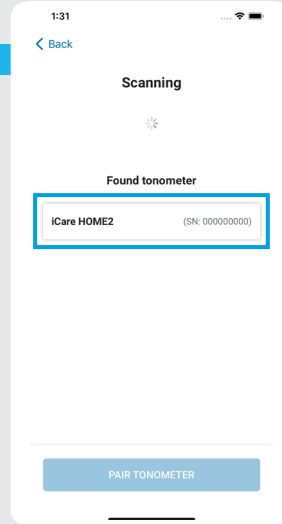 1:31
Back
Scanning
Found tonometer
iCare HOME2 (SN: 000000000)
PAIR TONOMETER